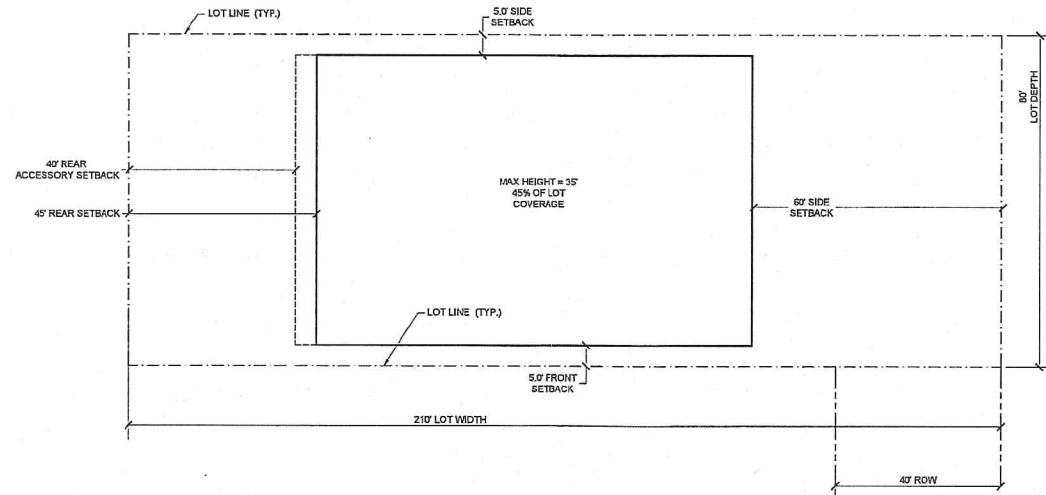 LOT LINE (TYP.)
5.0' SIDE
SETBACK
80'
LOT DEPTH
40' REAR
ACCESSORY SETBACK
MAX HEIGHT = 35'
45% OF LOT
COVERAGE
45' REAR SETBACK
60' SIDE
SETBACK
LOT LINE (TYP.)
5.0' FRONT
SETBACK
210' LOT WIDTH
40' ROW